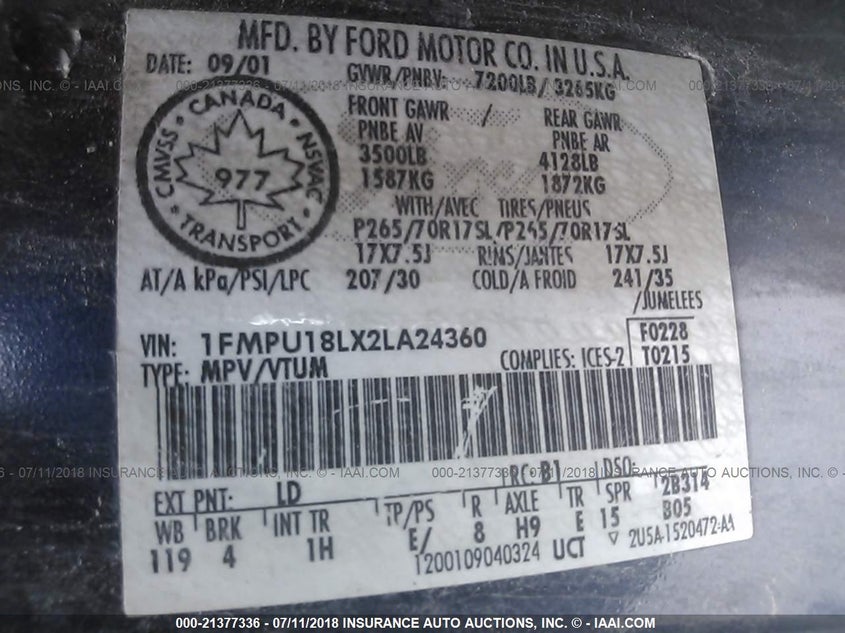 MFD. BY FORD MOTOR CO. IN U.S.A.
DATE: 09/01
GVWR/PNBV: 7200LB/ 3265KG
FRONT GAWR / REAR GAWR
PNBE AV PNBE AR
3500LB 4128LB
1587KG 1872KG
WITH/AVEC TIRES/PNEUS
P265/70R17SL/P265/70R17SL
17X7.5J RIMS/JANTES 17X7.5J
AT/A kPa/PSI/LPC 207/30 COLD/A FROID 241/35
/JUMELEES
CANADA
CMVSS NSVAC
977
TRANSPORT
VIN: 1FMPU18LX2LA24360
F0228
TYPE: MPV/VTUM COMPLIES: ICES-2 T0215
EXT PNT: LD RC:B1 DSO: 12B314
WB BRK INT TR TP/PS R AXLE TR SPR B05
119 4 1H E/ 8 H9 E 15
1200109040324 UCT ▽ 2U5A-1520472-AA
000-21377336 - 07/11/2018 INSURANCE AUTO AUCTIONS, INC. - © IAAI.COM